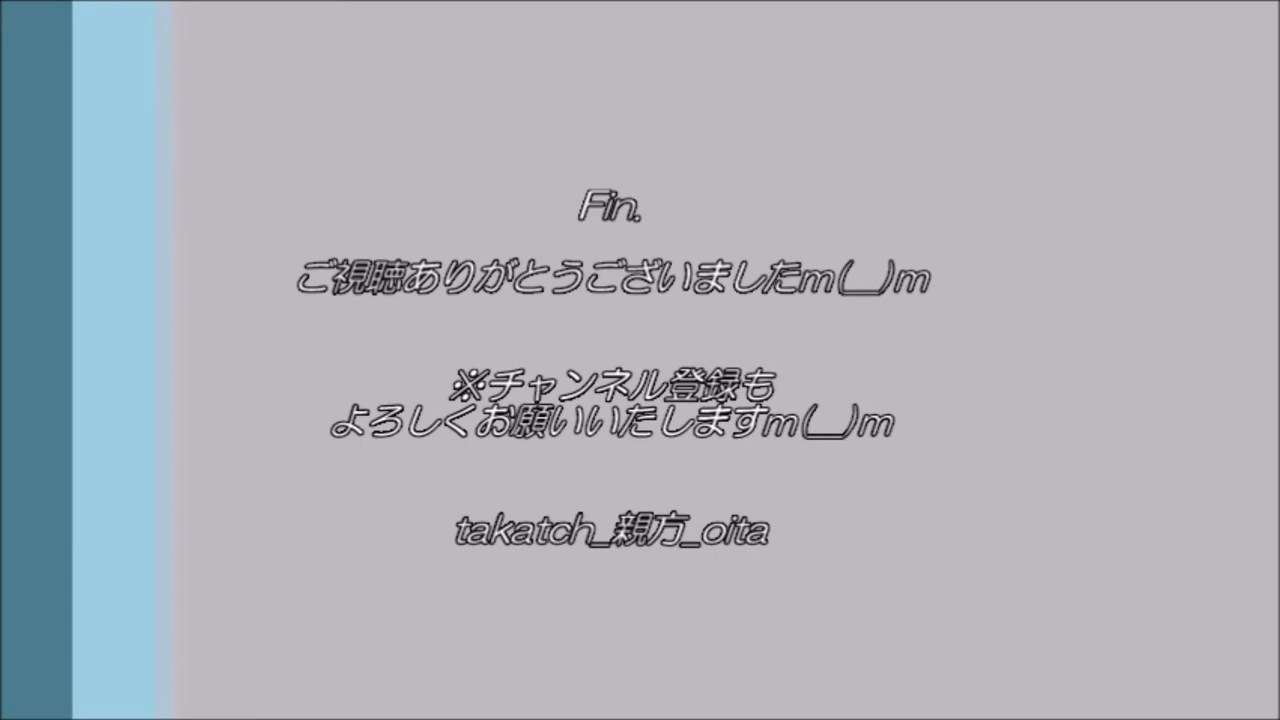 Fin.
ご視聴ありがとうございましたm(__)m
※チャンネル登録も
よろしくお願いいたしますm(__)m
takatch_親方_oita